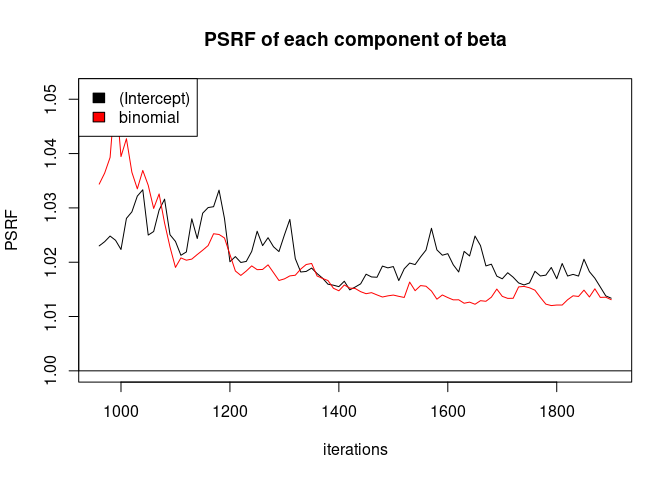 PSRF of each component of beta
(Intercept)
binomial
PSRF
1.05
1.04
1.03
1.02
1.01
1.00
1000 1200 1400 1600 1800
iterations